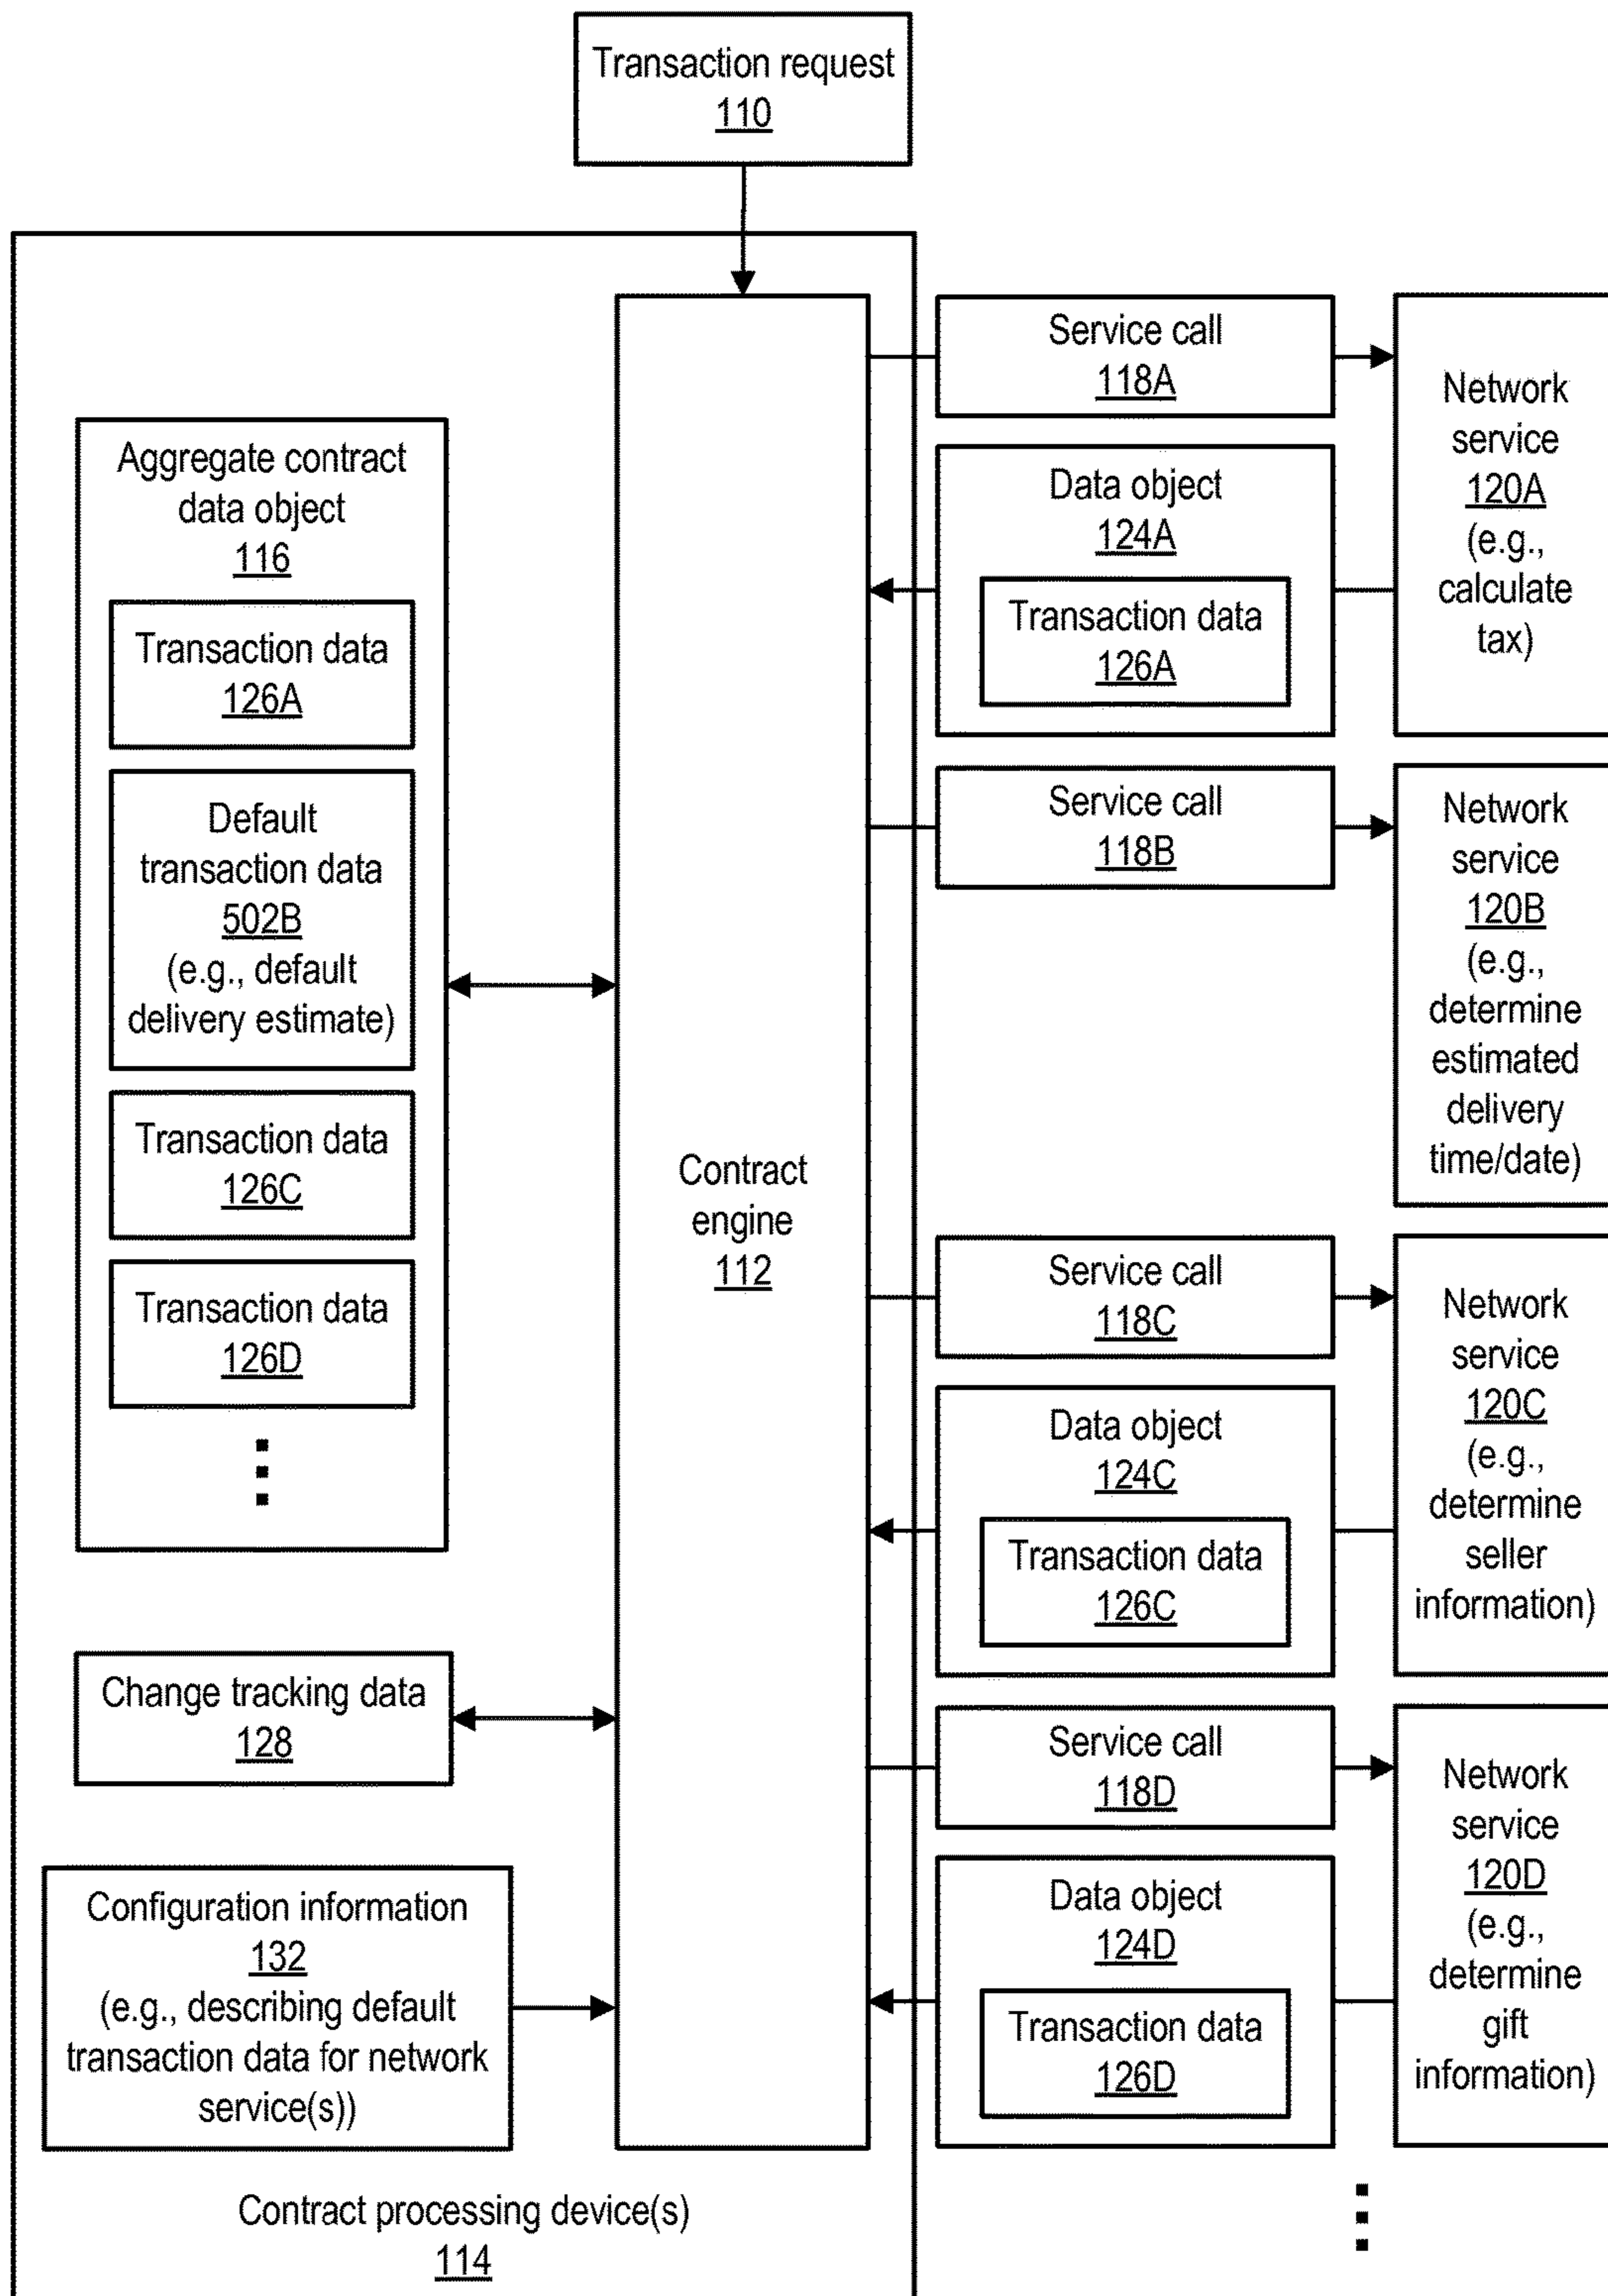 Transaction request
110
Aggregate contract
data object
116
Transaction data
126A
Default
transaction data
502B
(e.g., default
delivery estimate)
Transaction data
126C
Transaction data
126D
Change tracking data
128
Configuration information
132
(e.g., describing default
transaction data for network
service(s))
Contract
engine
112
Contract processing device(s)
114
Service call
118A
Data object
124A
Transaction data
126A
Network
service
120A
(e.g.,
calculate
tax)
Service call
118B
Network
service
120B
(e.g.,
determine
estimated
delivery
time/date)
Service call
118C
Data object
124C
Transaction data
126C
Network
service
120C
(e.g.,
determine
seller
information)
Service call
118D
Data object
124D
Transaction data
126D
Network
service
120D
(e.g.,
determine
gift
information)